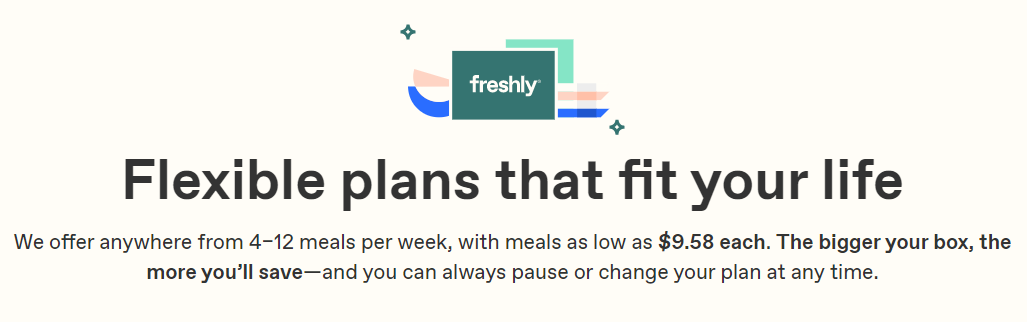 freshly
Flexible plans that fit your life
We offer anywhere from 4–12 meals per week, with meals as low as $9.58 each. The bigger your box, the
more you’ll save—and you can always pause or change your plan at any time.